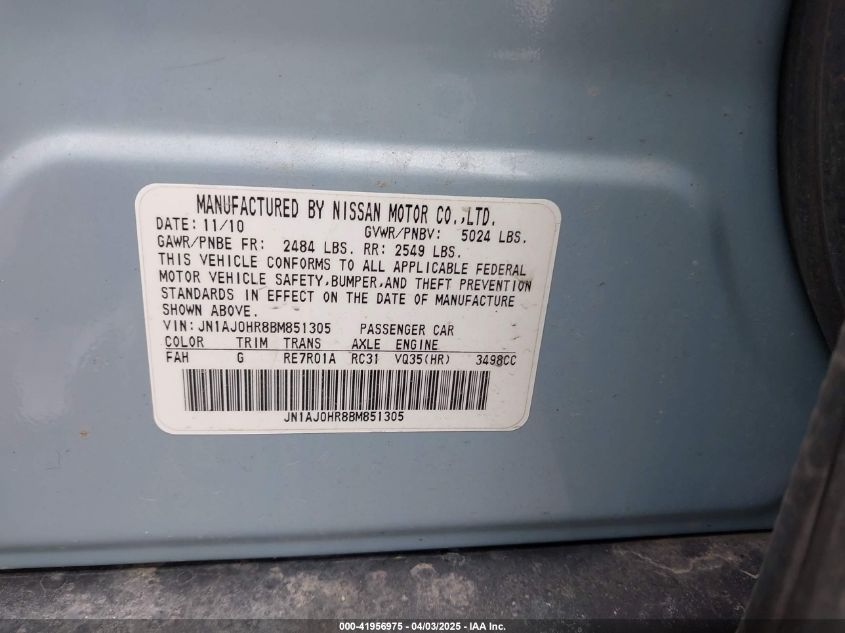 MANUFACTURED BY NISSAN MOTOR CO.,LTD.
DATE: 11/10 GVWR/PNBV: 5024 LBS.
GAWR/PNBE FR: 2484 LBS. RR: 2549 LBS.
THIS VEHICLE CONFORMS TO ALL APPLICABLE FEDERAL
MOTOR VEHICLE SAFETY,BUMPER,AND THEFT PREVENTION
STANDARDS IN EFFECT ON THE DATE OF MANUFACTURE
SHOWN ABOVE.
VIN: JN1AJ0HR8BM851305 PASSENGER CAR
COLOR TRIM TRANS AXLE ENGINE
FAH G RE7R01A RC31 VQ35(HR) 3498CC
JN1AJ0HR8BM851305
000-41956975 - 04/03/2025 - IAA Inc.